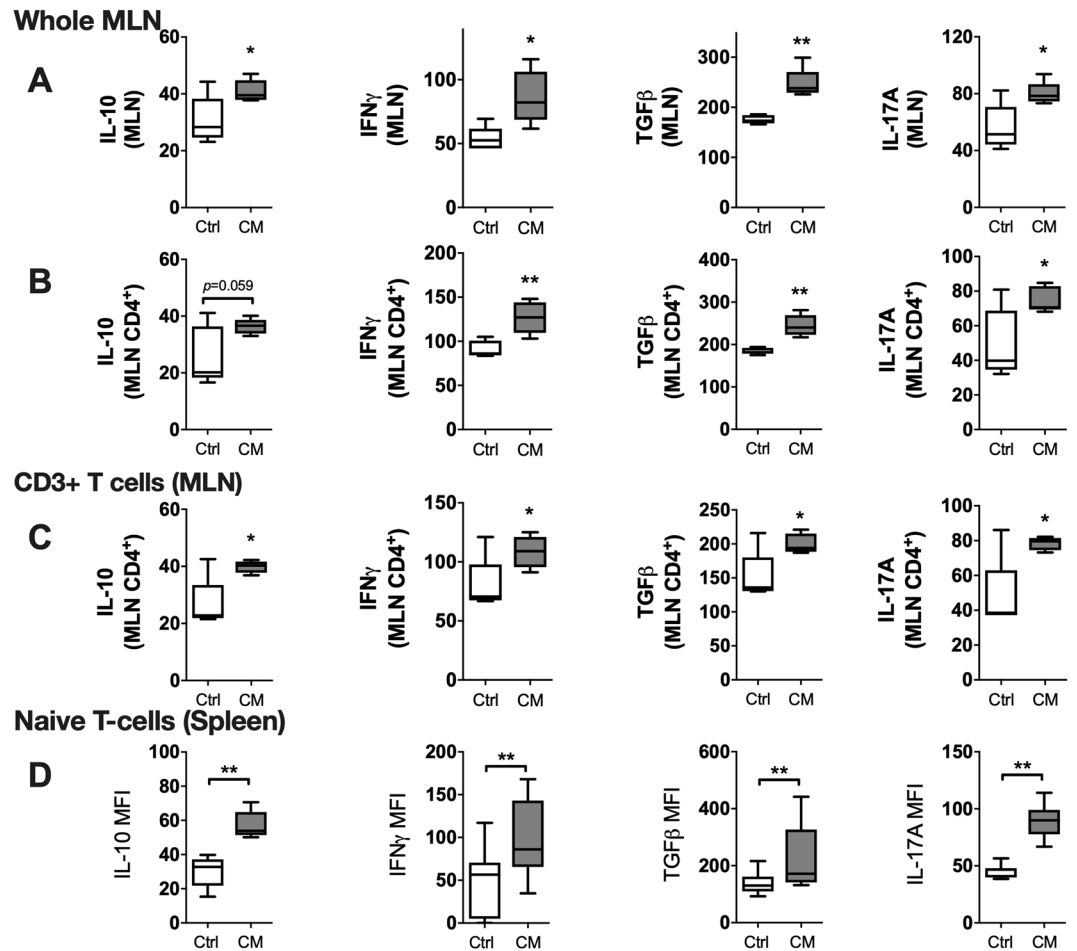 Whole MLN
A
IL-10
(MLN)
60
40
20
0
*
Ctrl CM
IFNγ
(MLN)
100
50
0
*
Ctrl CM
TGFβ
(MLN)
300
200
100
0
**
Ctrl CM
IL-17A
(MLN)
120
80
40
0
*
Ctrl CM
B
IL-10
(MLN CD4+)
60
40
20
0
p=0.059
Ctrl CM
IFNγ
(MLN CD4+)
200
150
100
50
0
**
Ctrl CM
TGFβ
(MLN CD4+)
400
300
200
100
0
**
Ctrl CM
IL-17A
(MLN CD4+)
100
80
60
40
20
0
*
Ctrl CM
CD3+ T cells (MLN)
C
IL-10
(MLN CD4+)
60
40
20
0
*
Ctrl CM
IFNγ
(MLN CD4+)
150
100
50
0
*
Ctrl CM
TGFβ
(MLN CD4+)
250
200
150
100
50
0
*
Ctrl CM
IL-17A
(MLN CD4+)
100
80
60
40
20
0
*
Ctrl CM
Naive T-cells (Spleen)
D
IL-10 MFI
100
80
60
40
20
0
**
Ctrl CM
IFNγ MFI
200
150
100
50
0
**
Ctrl CM
TGFβ MFI
600
400
200
0
**
Ctrl CM
IL-17A MFI
150
100
50
0
**
Ctrl CM